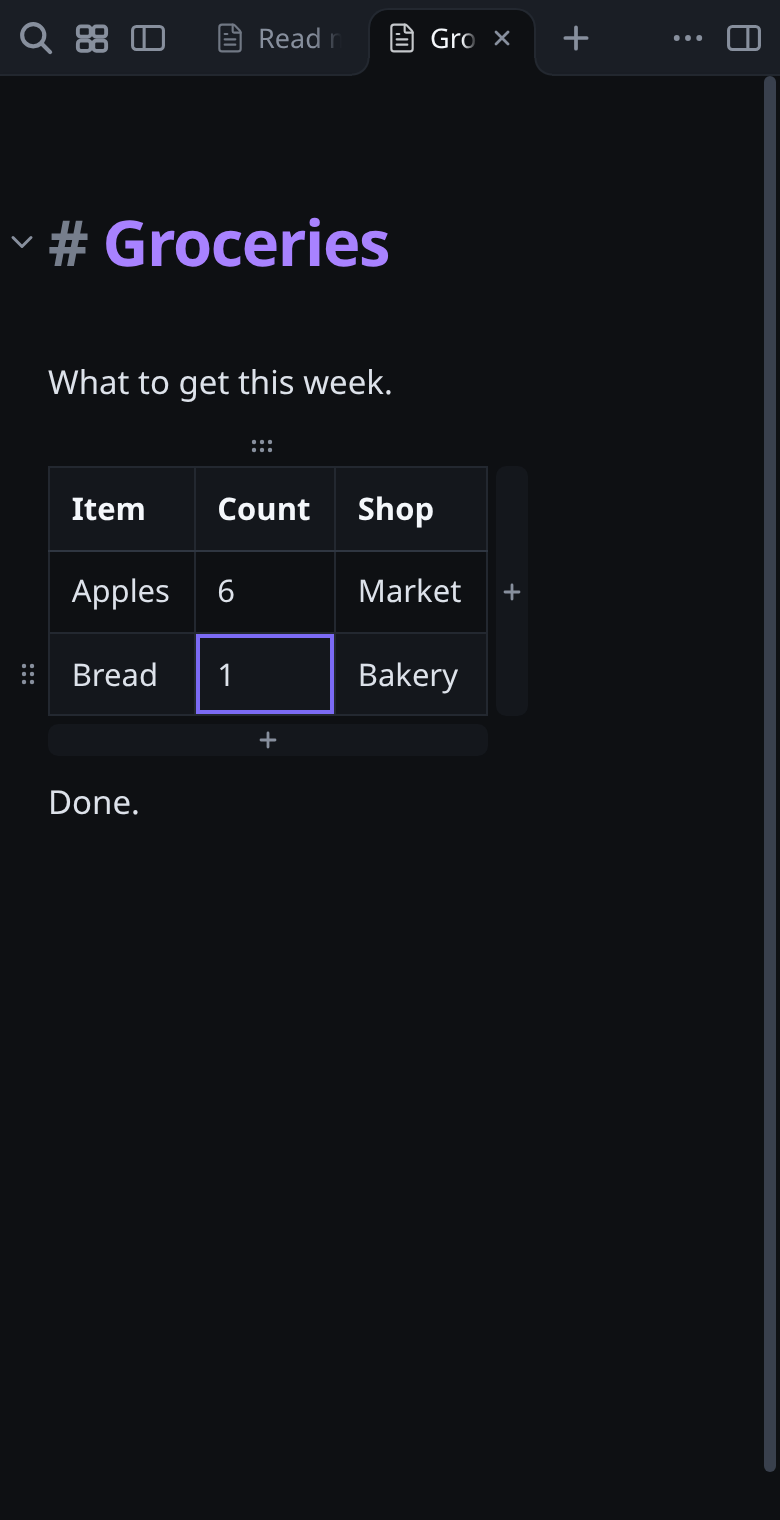 Read
Gro
# Groceries
What to get this week.
Item Count Shop
Apples 6 Market
Bread 1 Bakery
Done.